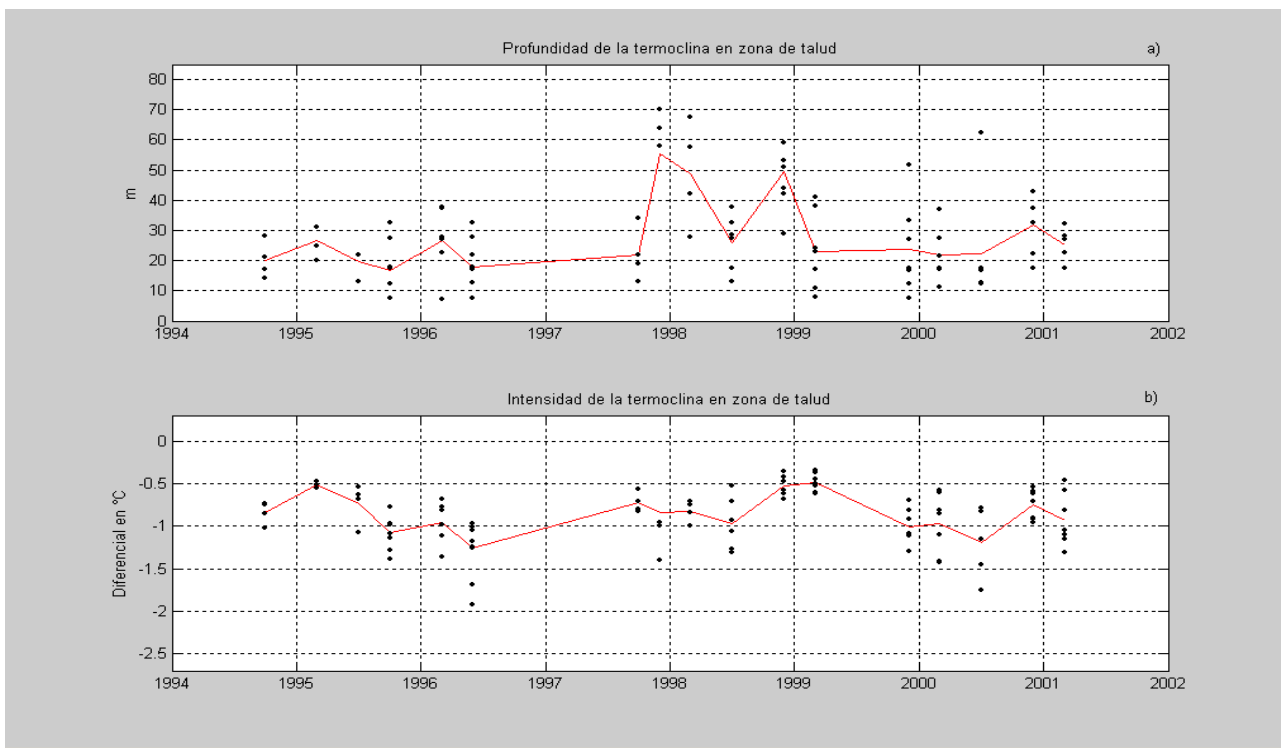 Profundidad de la termoclina en zona de talud
a)
m
80
70
60
50
40
30
20
10
0
1994 1995 1996 1997 1998 1999 2000 2001 2002
Intensidad de la termoclina en zona de talud
b)
Diferencial en °C
0
-0.5
-1
-1.5
-2
-2.5
1994 1995 1996 1997 1998 1999 2000 2001 2002